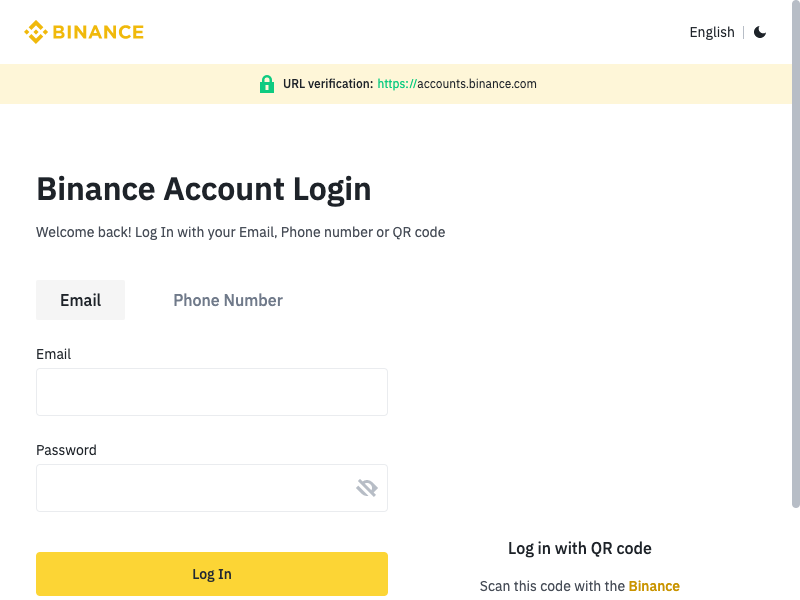 BINANCE
English
URL verification: https://accounts.binance.com
Binance Account Login
Welcome back! Log In with your Email, Phone number or QR code
Email
Phone Number
Email
Password
Log In
Log in with QR code
Scan this code with the Binance